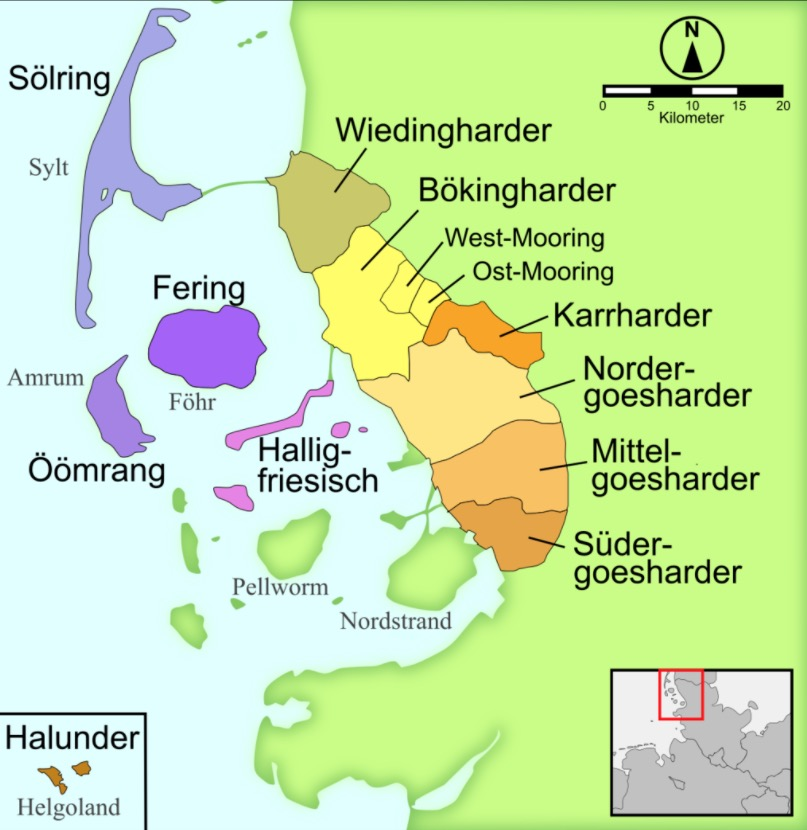 N
0 5 10 15 20
Kilometer
Sölring
Sylt
Wiedingharder
Bökingharder
West-Mooring
Ost-Mooring
Fering
Föhr
Karrharder
Amrum
Öömrang
Norder-
goesharder
Hallig-
friesisch
Mittel-
goesharder
Süder-
goesharder
Pellworm
Nordstrand
Halunder
Helgoland